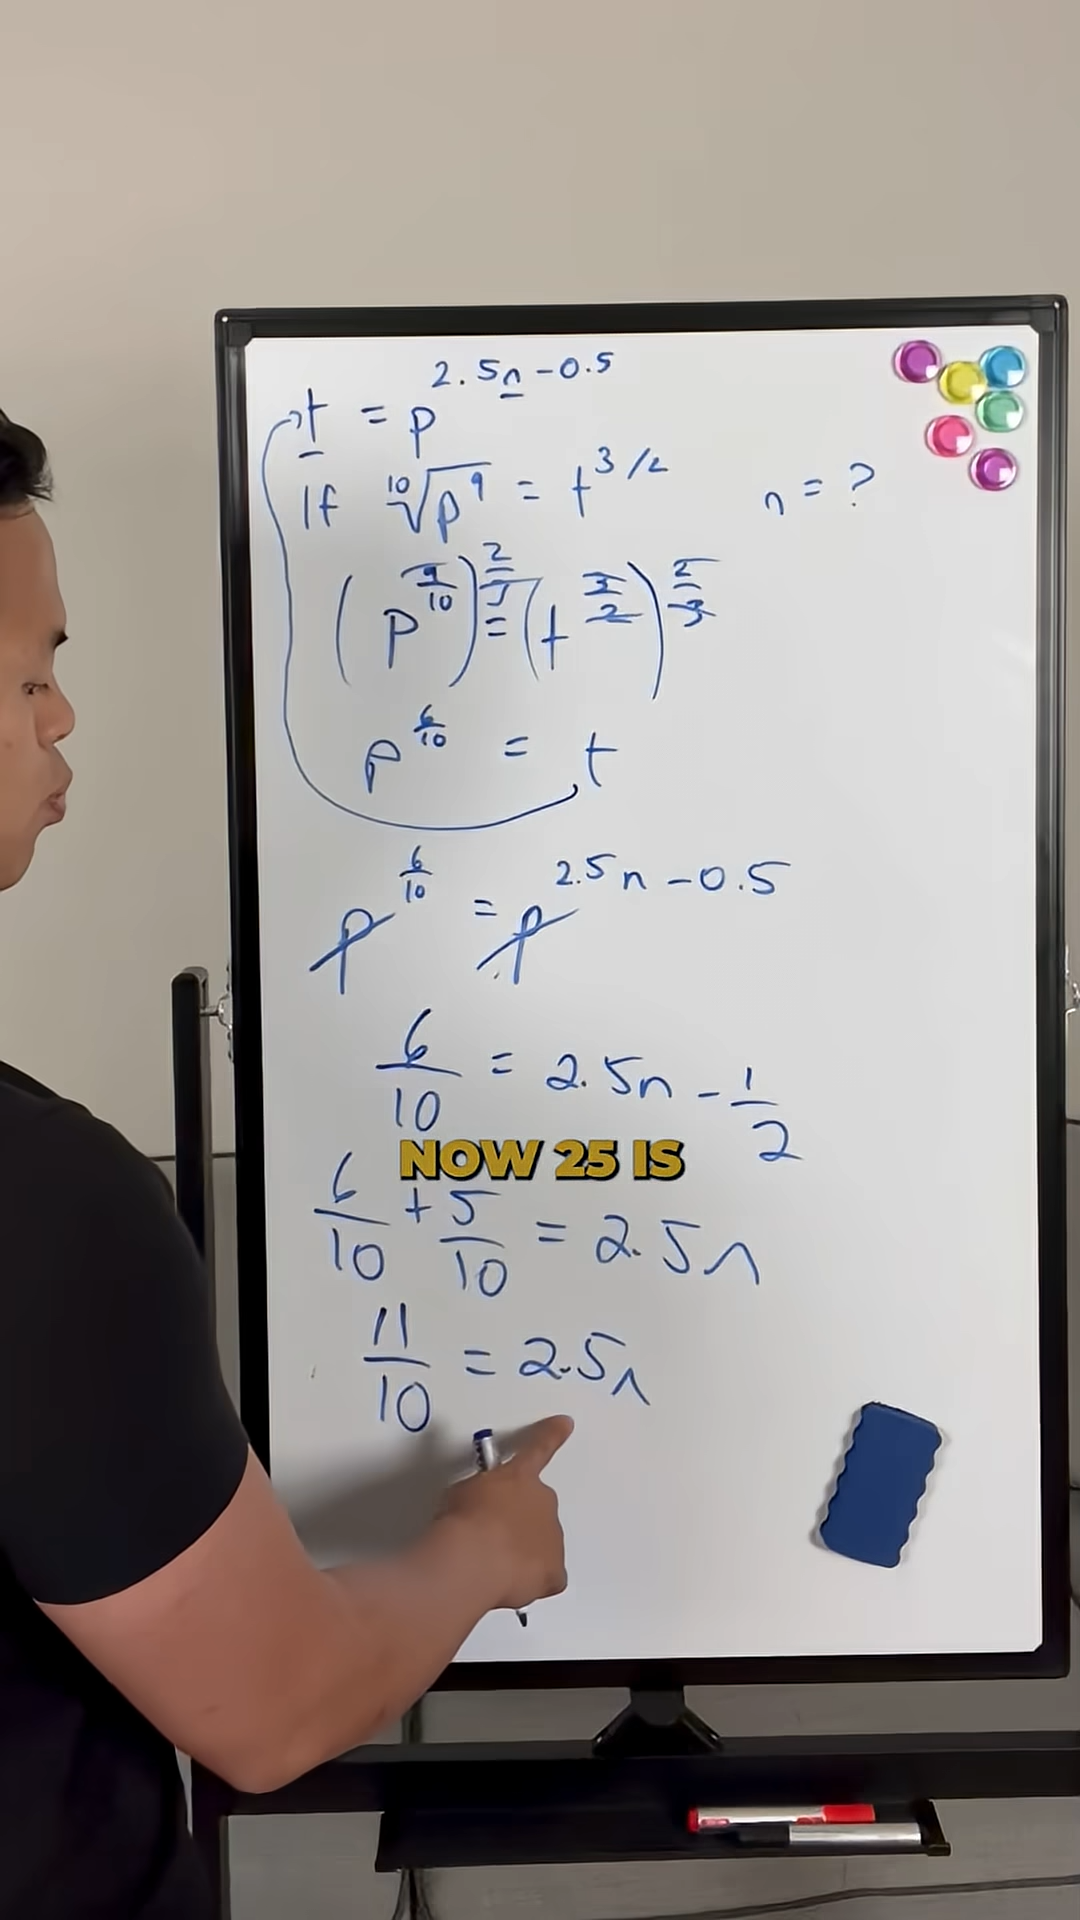 t = p^{2.5n-0.5}
If \sqrt[10]{p^9} = t^{3/2}
n = ?
(p^{9/10})^{2/3} = (t^{3/2})^{2/3}
p^{6/10} = t
p^{6/10} = p^{2.5n-0.5}
6/10 = 2.5n - 1/2
NOW 25 IS
6/10 + 5/10 = 2.5n
11/10 = 2.5n